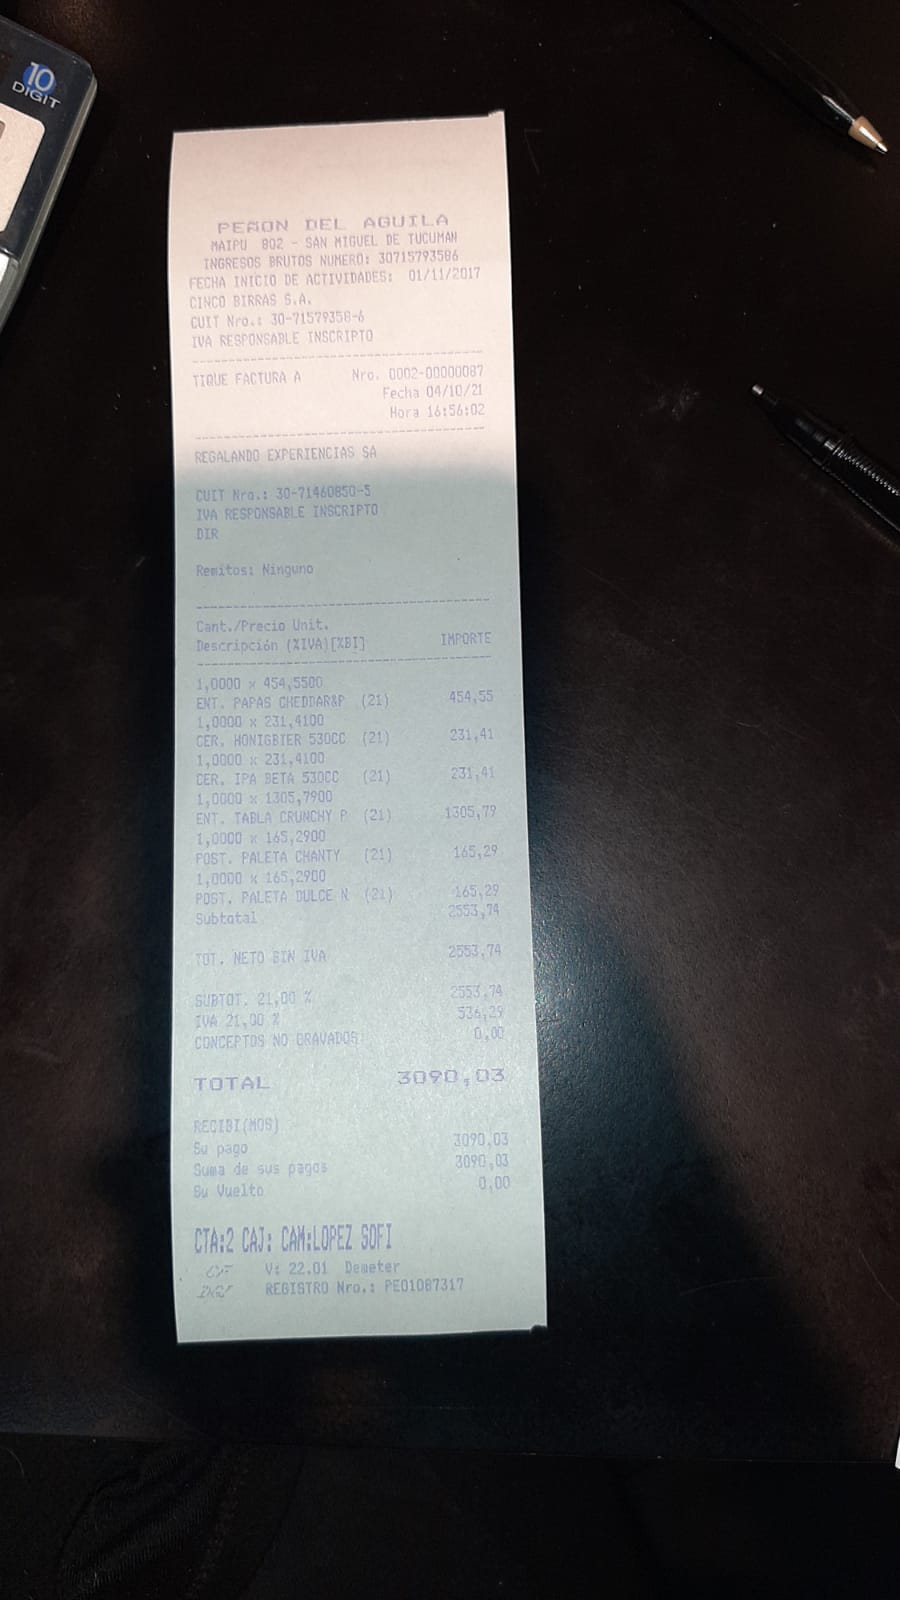 10
DIGIT
PEÑON DEL AGUILA
MAIPU 802 - SAN MIGUEL DE TUCUMAN
INGRESOS BRUTOS NUMERO: 30715793586
FECHA INICIO DE ACTIVIDADES: 01/11/2017
CINCO BIRRAS S.A.
CUIT Nro.: 30-71579358-6
IVA RESPONSABLE INSCRIPTO
TIQUE FACTURA A Nro. 0002-00000087
Fecha 04/10/21
Hora 16:56:02
REGALANDO EXPERIENCIAS SA
CUIT Nro.: 30-71460850-5
IVA RESPONSABLE INSCRIPTO
DIR
Remitos: Ninguno
Cant./Precio Unit.
Descripción (%IVA)[%BI] IMPORTE
1,0000 x 454,5500
ENT. PAPAS CHEDDAR&P (21) 454,55
1,0000 x 231,4100
CER. HONIGBIER 530CC (21) 231,41
1,0000 x 231,4100
CER. IPA BETA 530CC (21) 231,41
1,0000 x 1305,7900
ENT. TABLA CRUNCHY P (21) 1305,79
1,0000 x 165,2900
POST. PALETA CHANTY (21) 165,29
1,0000 x 165,2900
POST. PALETA DULCE N (21) 165,29
Subtotal 2553,74
TOT. NETO SIN IVA 2553,74
SUBTOT. 21,00 % 2553,74
IVA 21,00 % 536,29
CONCEPTOS NO GRAVADOS 0,00
TOTAL 3090,03
RECIBI(MOS)
Su pago 3090,03
Suma de sus pagos 3090,03
Su Vuelto 0,00
CTA:2 CAJ: CAM:LOPEZ SOFI
V: 22.01 Demeter
REGISTRO Nro.: PEO1087317